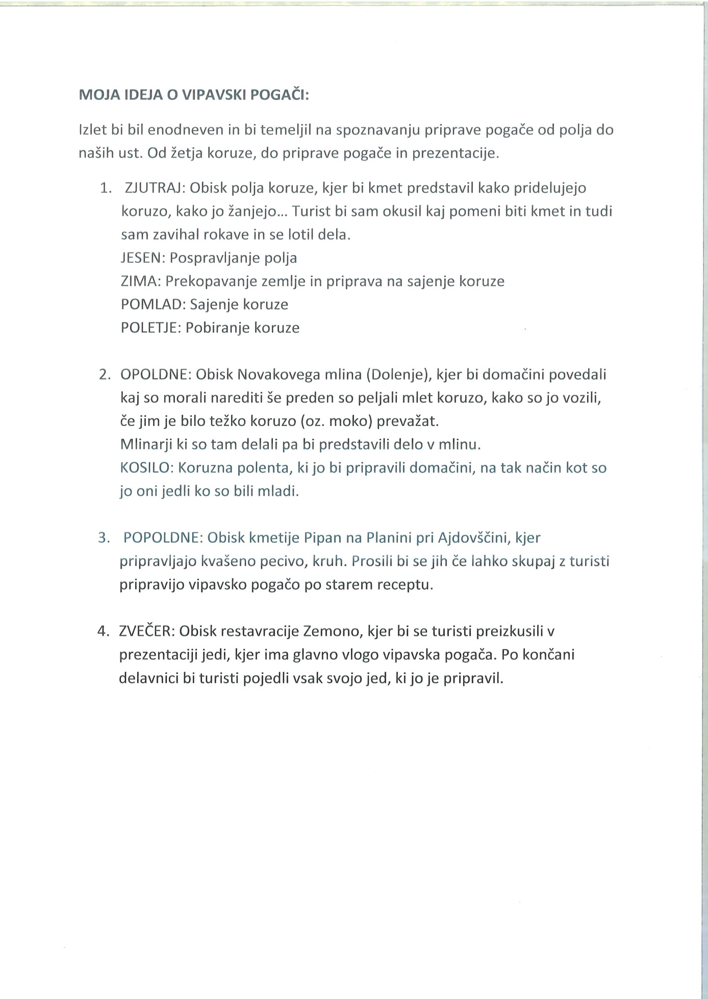 MOJA IDEJA O VIPAVSKI POGAČI:
Izlet bi bil enodneven in bi temeljil na spoznavanju priprave pogače od polja do
naših ust. Od žetja koruze, do priprave pogače in prezentacije.
1. ZJUTRAJ: Obisk polja koruze, kjer bi kmet predstavil kako pridelujejo
koruzo, kako jo žanjejo... Turist bi sam okusil kaj pomeni biti kmet in tudi
sam zavihal rokave in se lotil dela.
JESEN: Pospravljanje polja
ZIMA: Prekopavanje zemlje in priprava na sajenje koruze
POMLAD: Sajenje koruze
POLETJE: Pobiranje koruze
2. OPOLDNE: Obisk Novakovega mlina (Dolenje), kjer bi domačini povedali
kaj so morali narediti še preden so peljali mlet koruzo, kako so jo vozili,
če jim je bilo težko koruzo (oz. moko) prevažat.
Mlinarji ki so tam delali pa bi predstavili delo v mlinu.
KOSILO: Koruzna polenta, ki jo bi pripravili domačini, na tak način kot so
jo oni jedli ko so bili mladi.
3. POPOLDNE: Obisk kmetije Pipan na Planini pri Ajdovščini, kjer
pripravljajo kvašeno pecivo, kruh. Prosili bi se jih če lahko skupaj z turisti
pripravijo vipavsko pogačo po starem receptu.
4. ZVEČER: Obisk restavracije Zemono, kjer bi se turisti preizkusili v
prezentaciji jedi, kjer ima glavno vlogo vipavska pogača. Po končani
delavnici bi turisti pojedli vsak svojo jed, ki jo je pripravil.